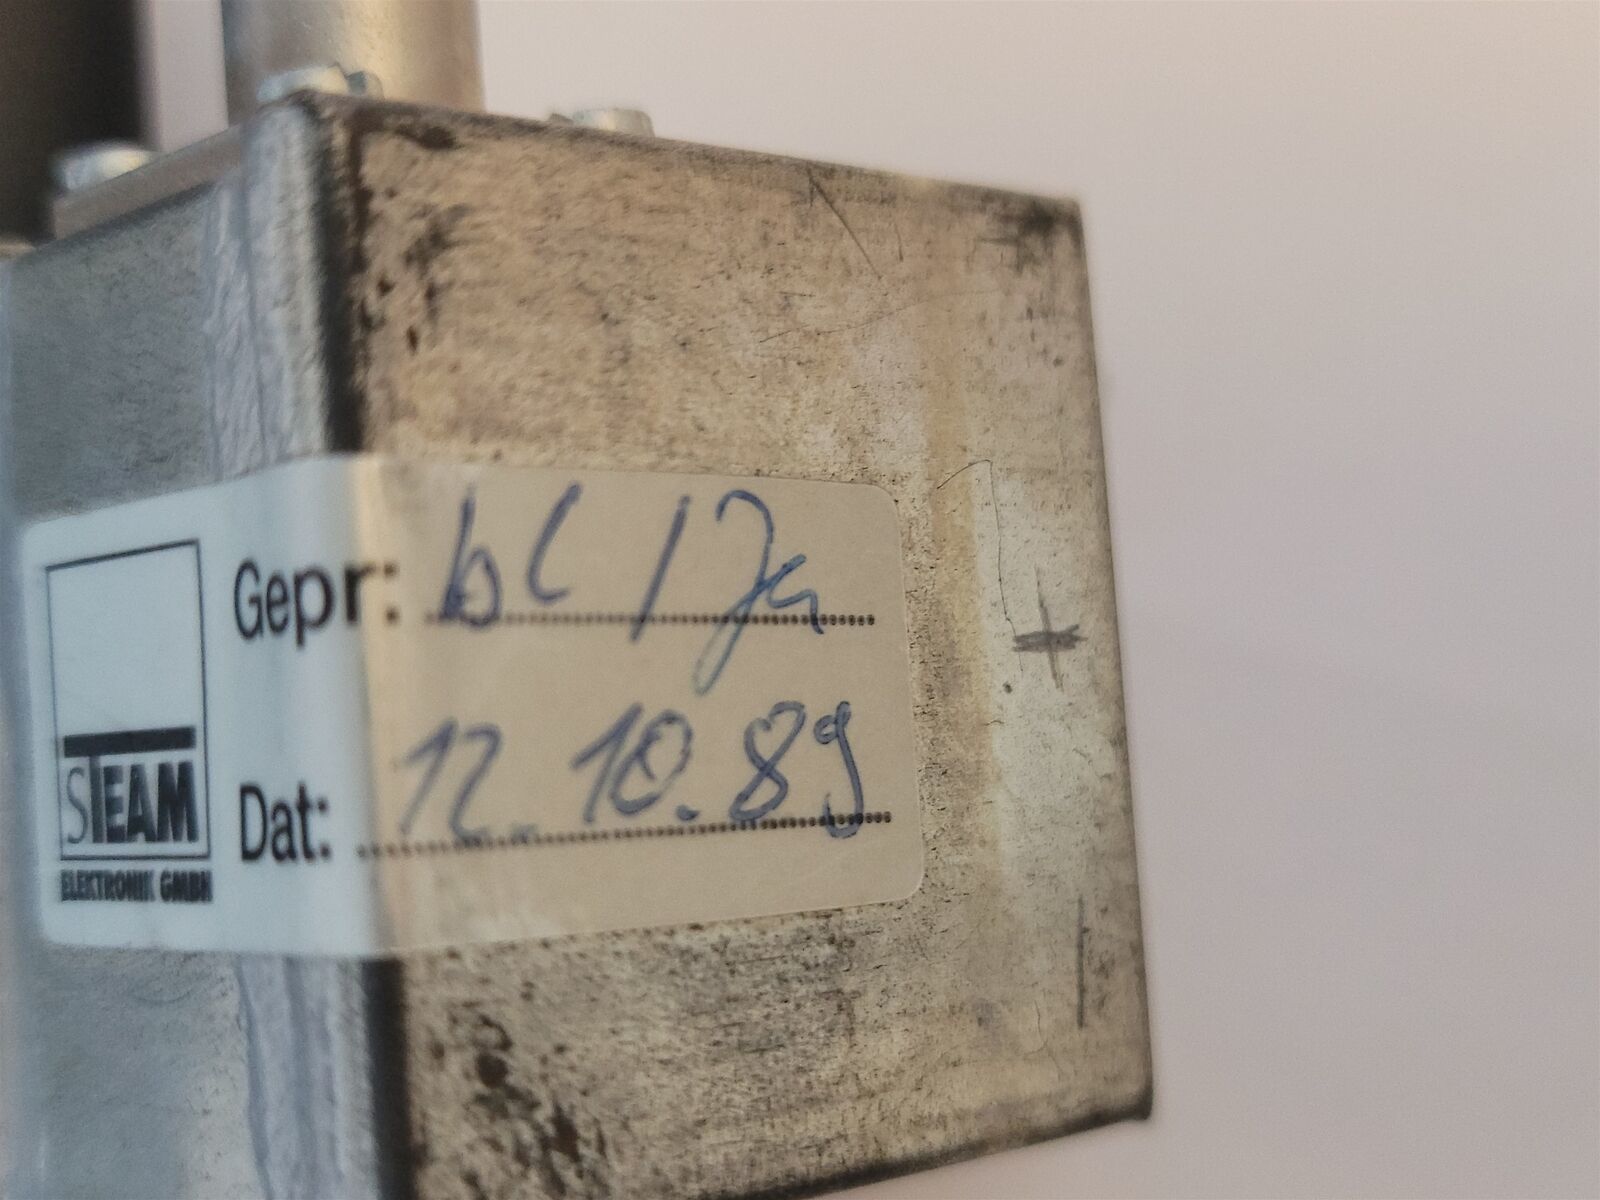 Gepr:
Dat: 12.10.89
STEAM
ELEKTRONIK GMBH